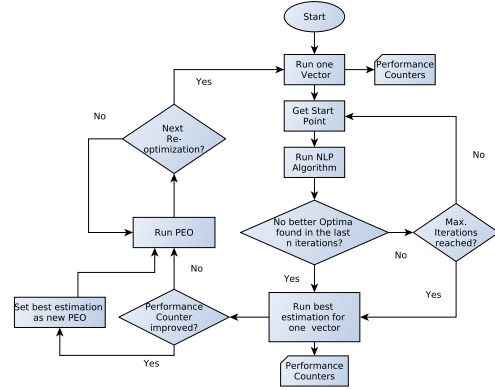 Start
Run one
Vector
Performance
Counters
Yes
No
Get Start
Point
Next
Re-
optimization?
No
Run NLP
Algorithm
No better Optima
found in the last
n iterations?
Max.
Iterations
reached?
Run PEO
No
No
Yes
Yes
Set best estimation
as new PEO
Performance
Counter
improved?
Run best
estimation for
one vector
Yes
Performance
Counters